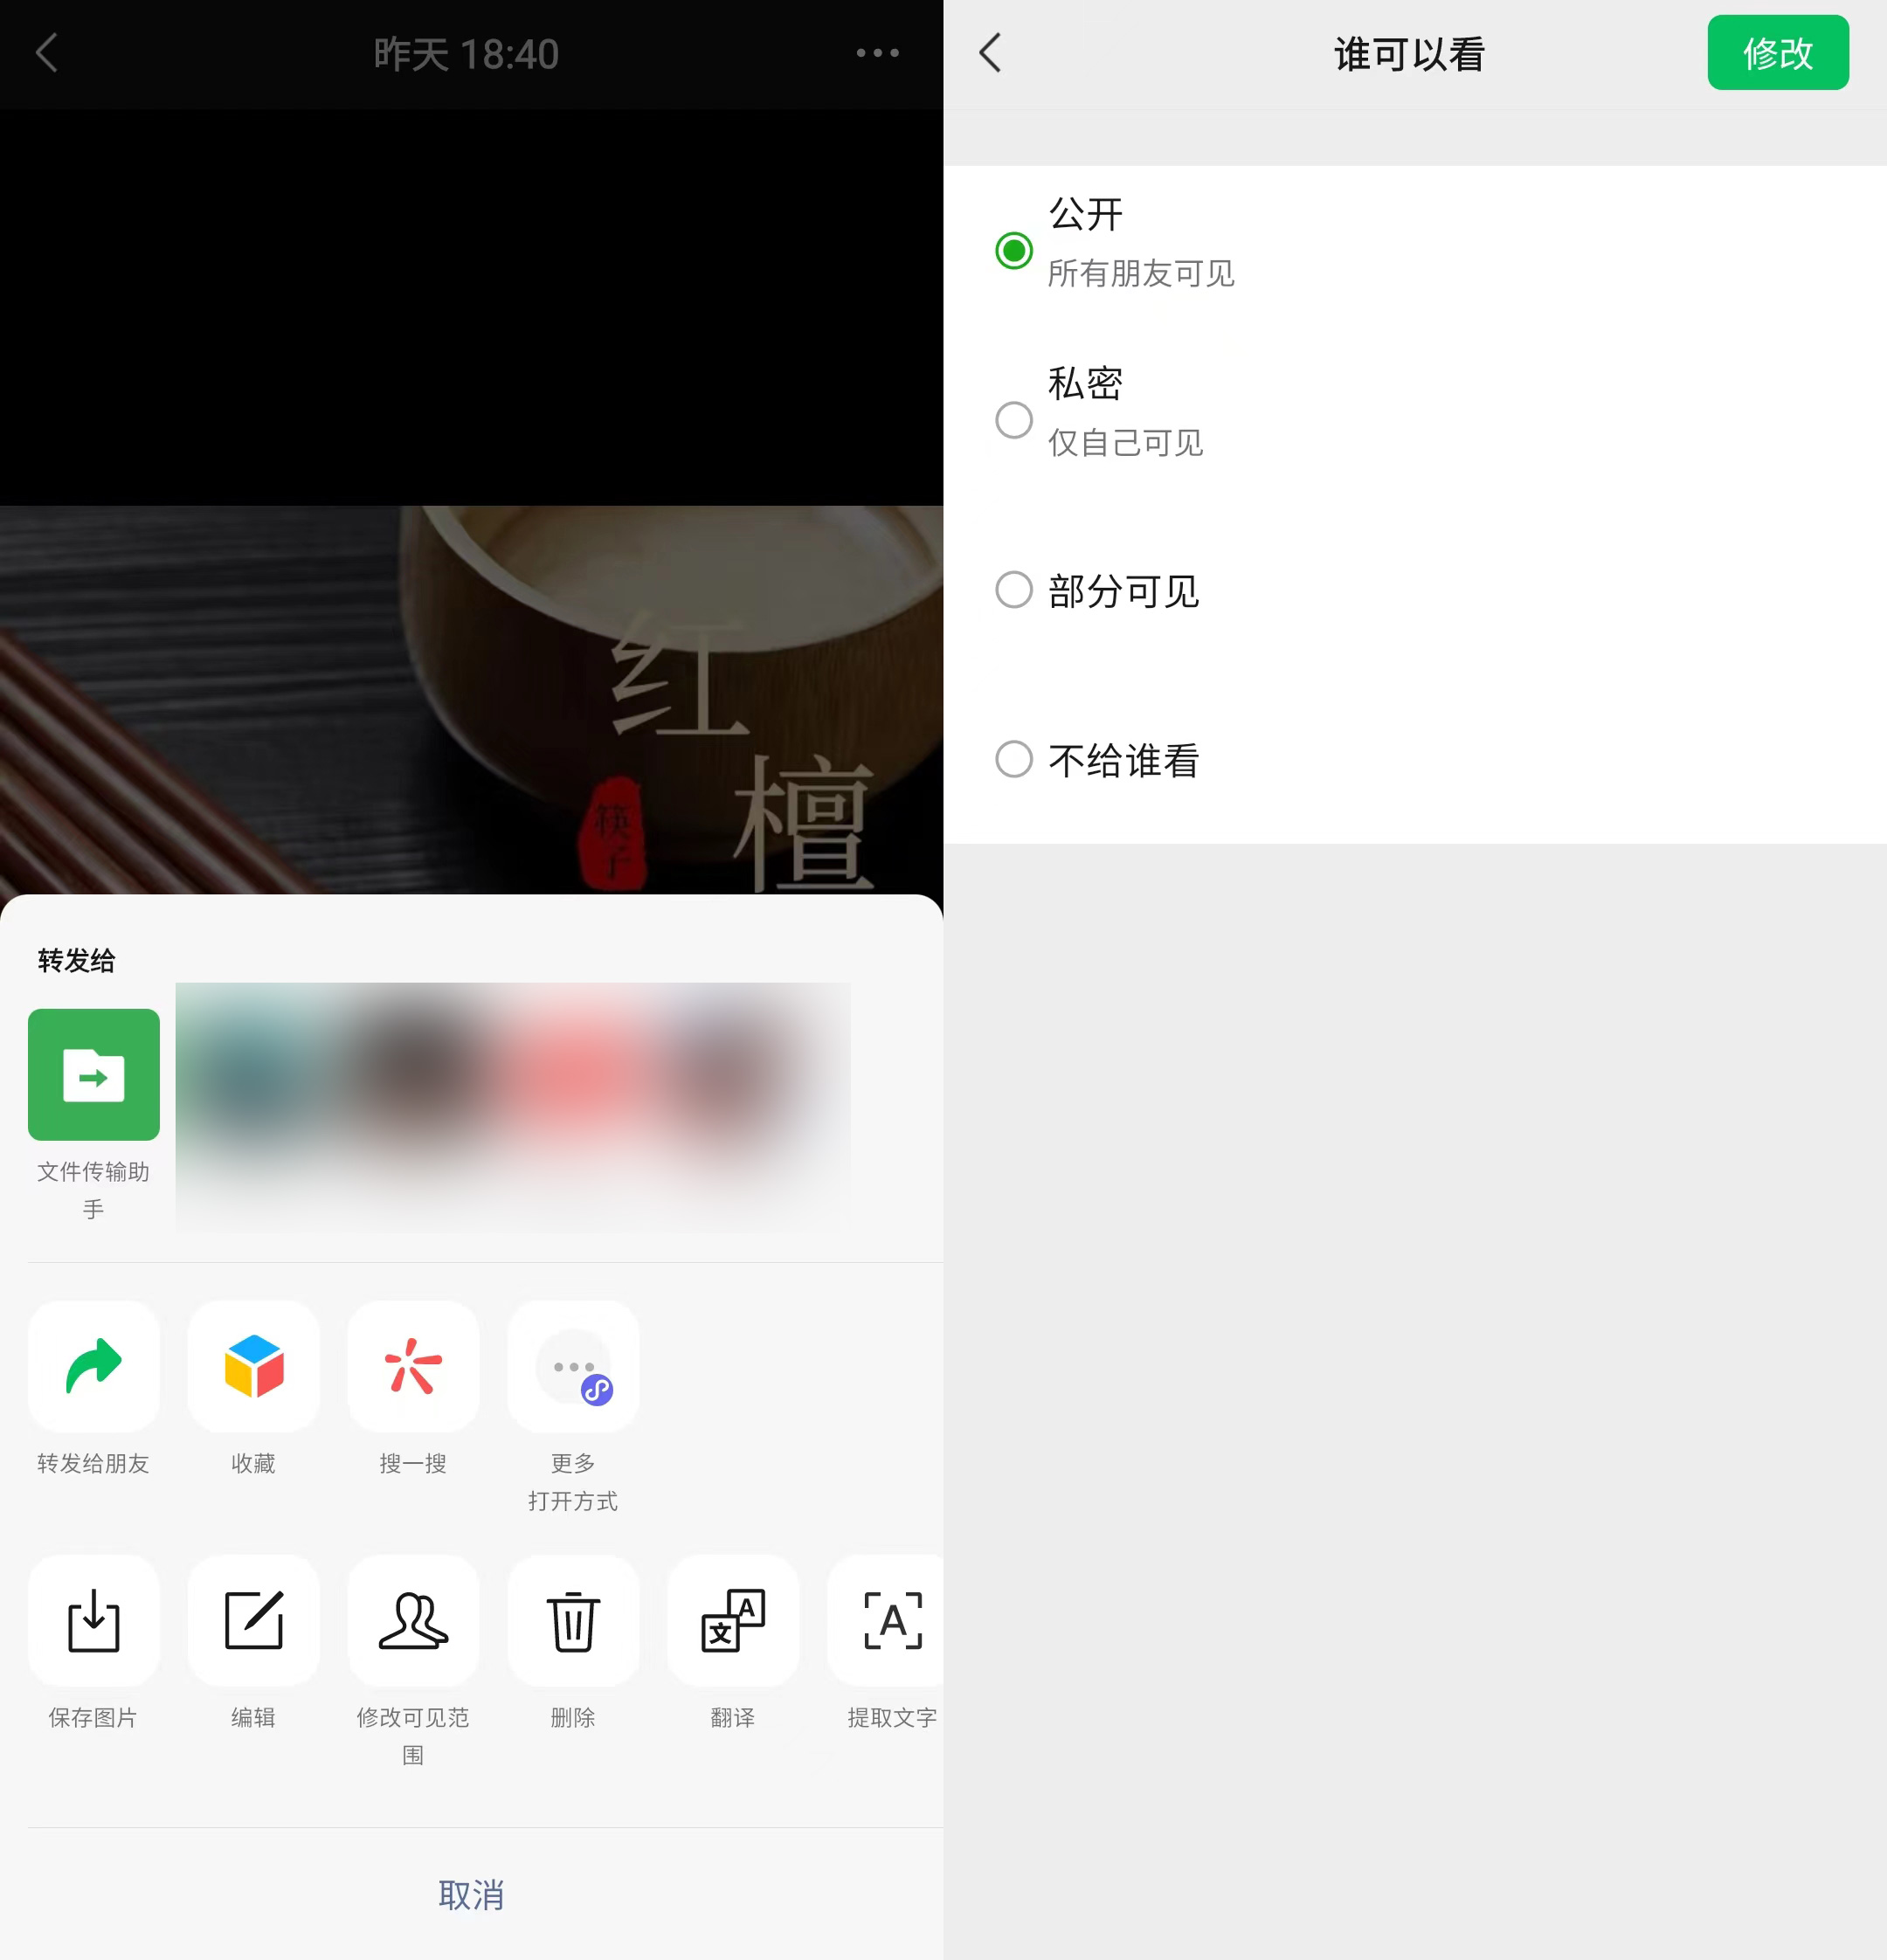 昨天 18:40
红
檀
筷子
转发给
文件传输助
手
转发给朋友
收藏
搜一搜
更多
打开方式
保存图片
编辑
修改可见范
围
删除
翻译
提取文字
取消
谁可以看
修改
公开
所有朋友可见
私密
仅自己可见
部分可见
不给谁看